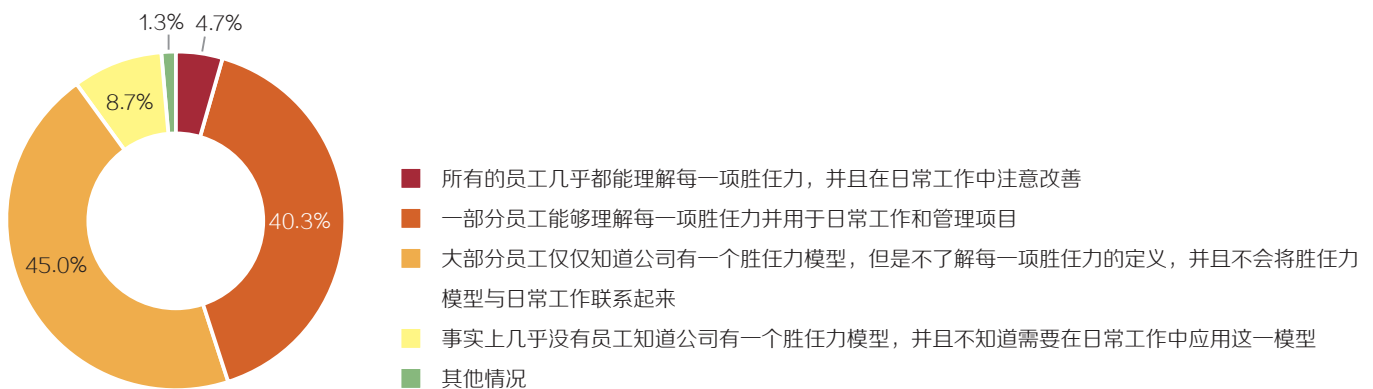 1.3% 4.7%
8.7%
40.3%
45.0%
所有的员工几乎都能理解每一项胜任力，并且在日常工作中注意改善
一部分员工能够理解每一项胜任力并用于日常工作和管理项目
大部分员工仅仅知道公司有一个胜任力模型，但是不了解每一项胜任力的定义，并且不会将胜任力
模型与日常工作联系起来
事实上几乎没有员工知道公司有一个胜任力模型，并且不知道需要在日常工作中应用这一模型
其他情况